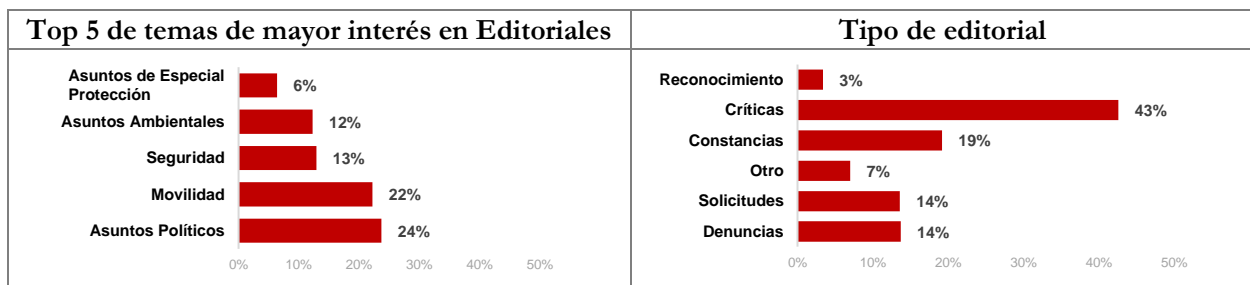 Top 5 de temas de mayor interés en Editoriales
Asuntos de Especial
Protección
6%
Asuntos Ambientales
12%
Seguridad
13%
Movilidad
22%
Asuntos Políticos
24%
0% 10% 20% 30% 40% 50%
Tipo de editorial
Reconocimiento
3%
Críticas
43%
Constancias
19%
Otro
7%
Solicitudes
14%
Denuncias
14%
0% 10% 20% 30% 40% 50%